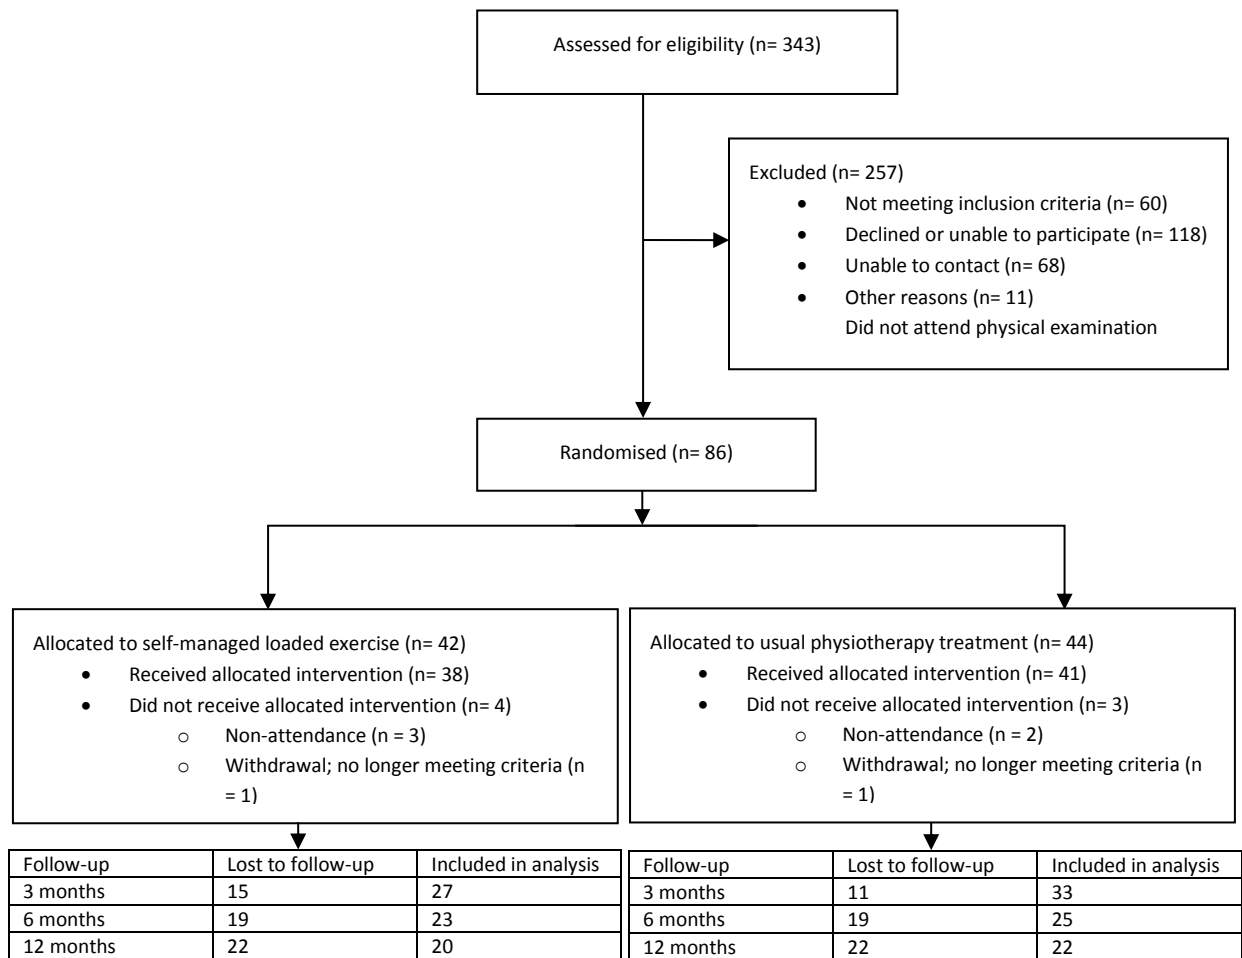 Assessed for eligibility (n= 343)
Excluded (n= 257)
• Not meeting inclusion criteria (n= 60)
• Declined or unable to participate (n= 118)
• Unable to contact (n= 68)
• Other reasons (n= 11)
Did not attend physical examination
Randomised (n= 86)
Allocated to self-managed loaded exercise (n= 42)
• Received allocated intervention (n= 38)
• Did not receive allocated intervention (n= 4)
o Non-attendance (n = 3)
o Withdrawal; no longer meeting criteria (n
= 1)
Allocated to usual physiotherapy treatment (n= 44)
• Received allocated intervention (n= 41)
• Did not receive allocated intervention (n= 3)
o Non-attendance (n = 2)
o Withdrawal; no longer meeting criteria (n
= 1)
Follow-up Lost to follow-up Included in analysis
3 months 15 27
6 months 19 23
12 months 22 20
Follow-up Lost to follow-up Included in analysis
3 months 11 33
6 months 19 25
12 months 22 22